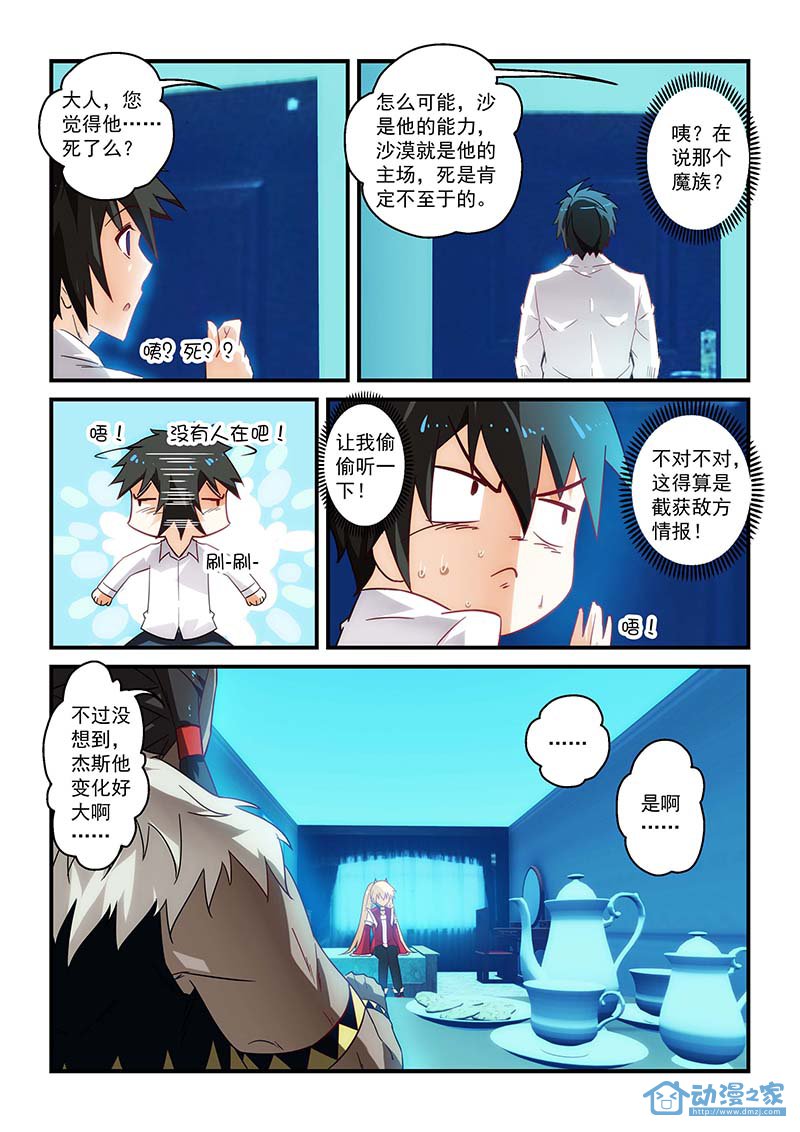 大人，您
觉得他……
死了么？
咦？死？？
怎么可能，沙
是他的能力，
沙漠就是他的
主场，死是肯
定不至于的。
咦？在
说那个
魔族？
唔！
没有人在吧！
刷-刷-
让我偷
偷听一
下！
不对不对，
这得算是
截获敌方
情报！
唔！
不过没
想到，
杰斯他
变化好
大啊
……
……
是啊
……
动漫之家
http://www.dmzj.com